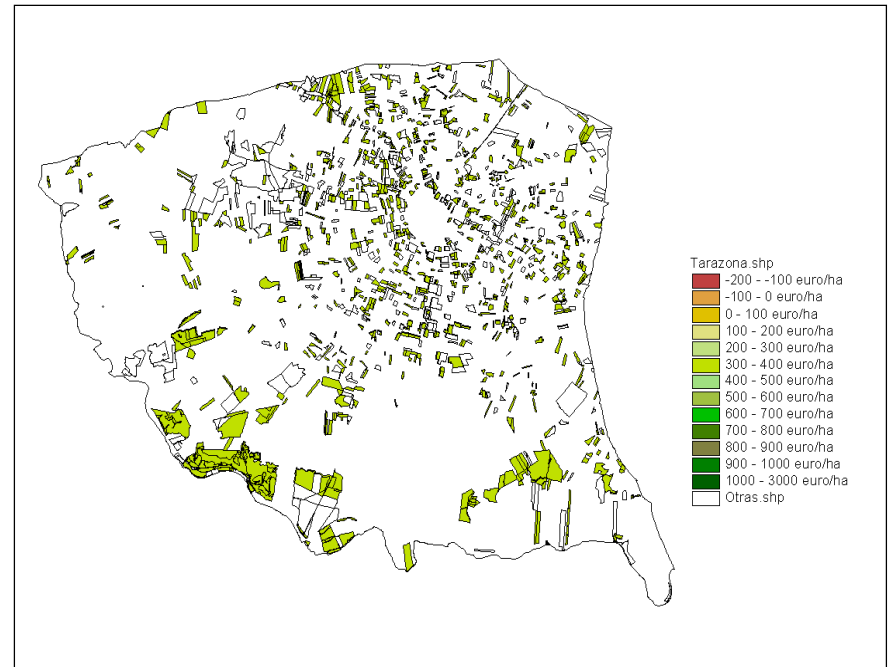 Tarazona.shp
-200 - -100 euro/ha
-100 - 0 euro/ha
0 - 100 euro/ha
100 - 200 euro/ha
200 - 300 euro/ha
300 - 400 euro/ha
400 - 500 euro/ha
500 - 600 euro/ha
600 - 700 euro/ha
700 - 800 euro/ha
800 - 900 euro/ha
900 - 1000 euro/ha
1000 - 3000 euro/ha
Otras.shp